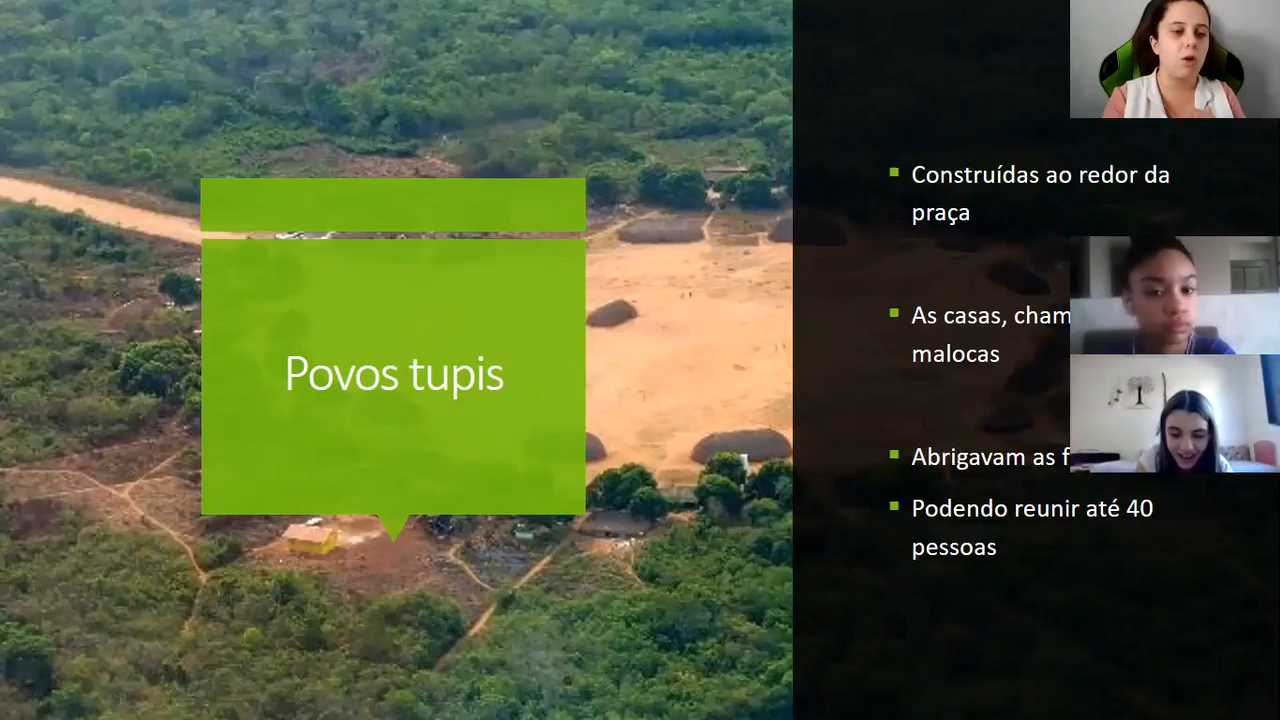 Povos tupis
Construídas ao redor da
praça
As casas, cham
malocas
Abrigavam as f
Podendo reunir até 40
pessoas